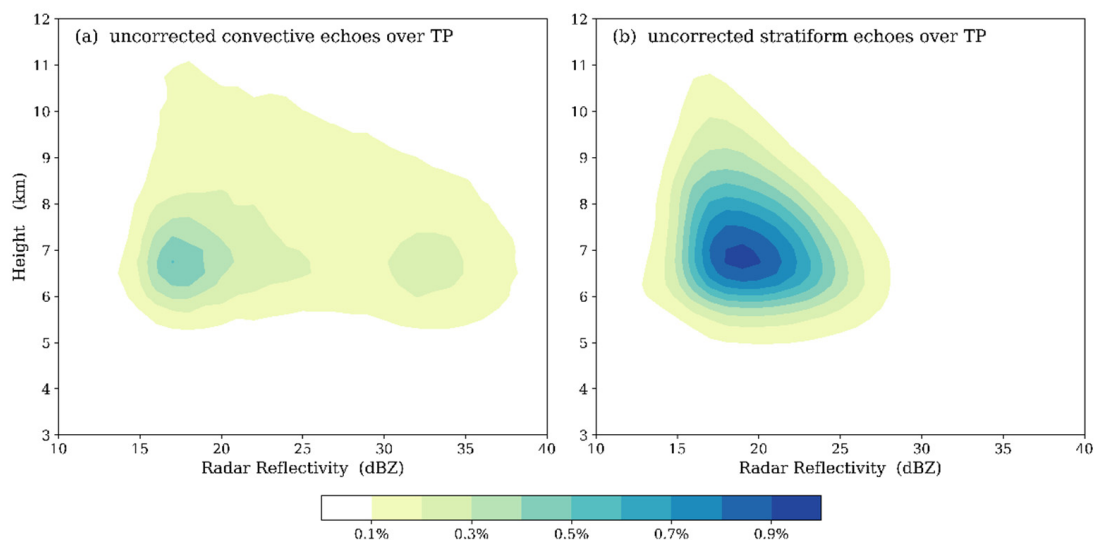 (a) uncorrected convective echoes over TP
12
11
10
9
8
7
6
5
4
3
Height (km)
10 15 20 25 30 35 40
Radar Reflectivity (dBZ)
(b) uncorrected stratiform echoes over TP
12
11
10
9
8
7
6
5
4
3
10 15 20 25 30 35 40
Radar Reflectivity (dBZ)
0.1% 0.3% 0.5% 0.7% 0.9%